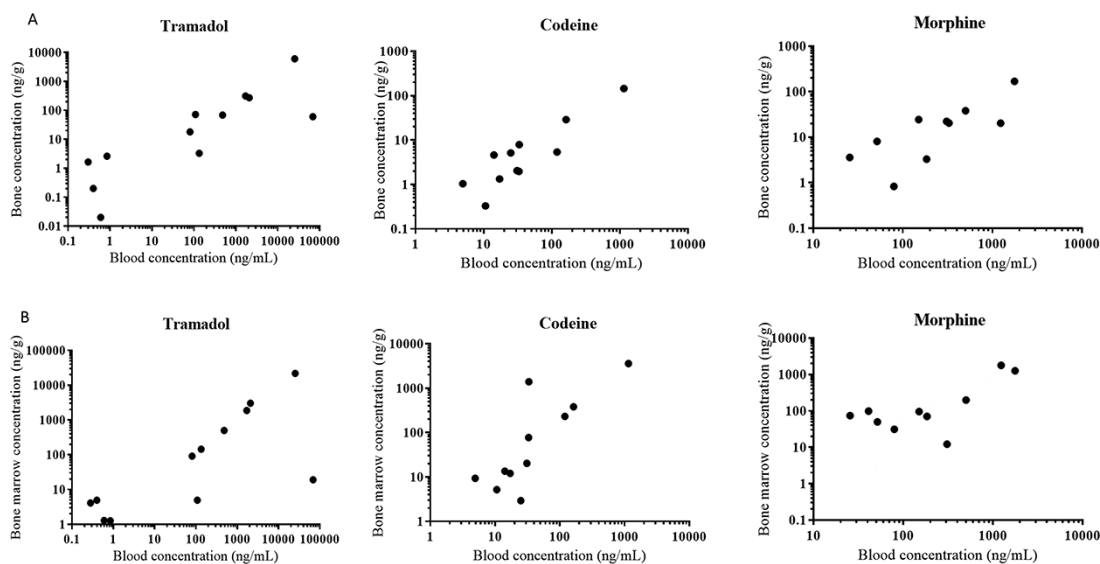 A
Tramadol
Bone concentration (ng/g)
10000
1000
100
10
1
0.1
0.01
0.1 1 10 100 1000 10000 100000
Blood concentration (ng/mL)
Codeine
Bone concentration (ng/g)
1000
100
10
1
0.1
1 10 100 1000 10000
Blood concentration (ng/mL)
Morphine
Bone concentration (ng/g)
1000
100
10
1
0.1
10 100 1000 10000
Blood concentration (ng/mL)
B
Tramadol
Bone marrow concentration (ng/g)
100000
10000
1000
100
10
1
0.1 1 10 100 1000 10000 100000
Blood concentration (ng/mL)
Codeine
Bone marrow concentration (ng/g)
10000
1000
100
10
1
1 10 100 1000 10000
Blood concentration (ng/mL)
Morphine
Bone marrow concentration (ng/g)
10000
1000
100
10
1
0.1
10 100 1000 10000
Blood concentration (ng/mL)